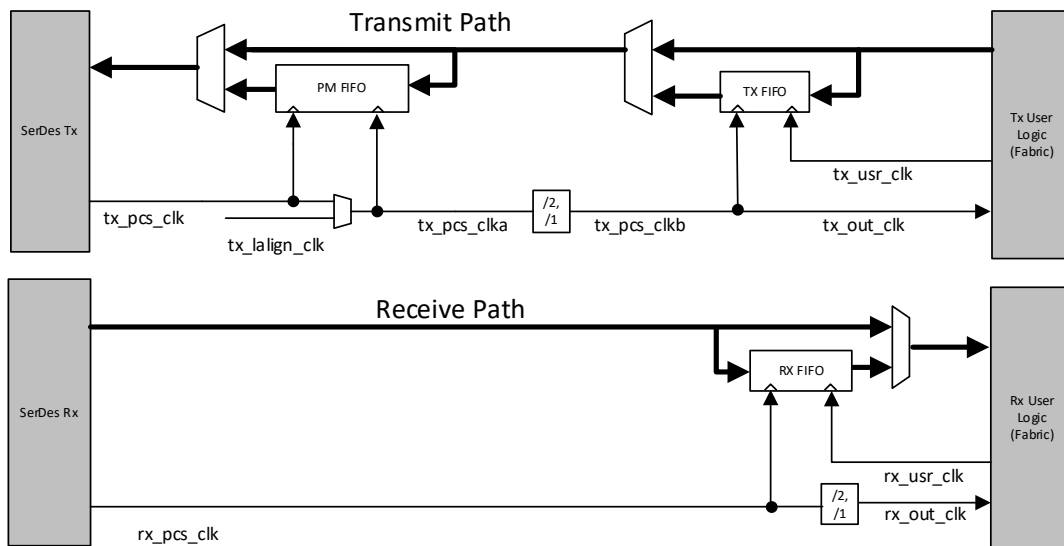 Transmit Path
PM FIFO
TX FIFO
SerDes Tx
Tx User
Logic
(Fabric)
tx_usr_clk
tx_pcs_clk
tx_lalign_clk
tx_pcs_clka
/2,
/1
tx_pcs_clkb
tx_out_clk
Receive Path
RX FIFO
SerDes Rx
Rx User
Logic
(Fabric)
rx_usr_clk
/2,
/1
rx_out_clk
rx_pcs_clk